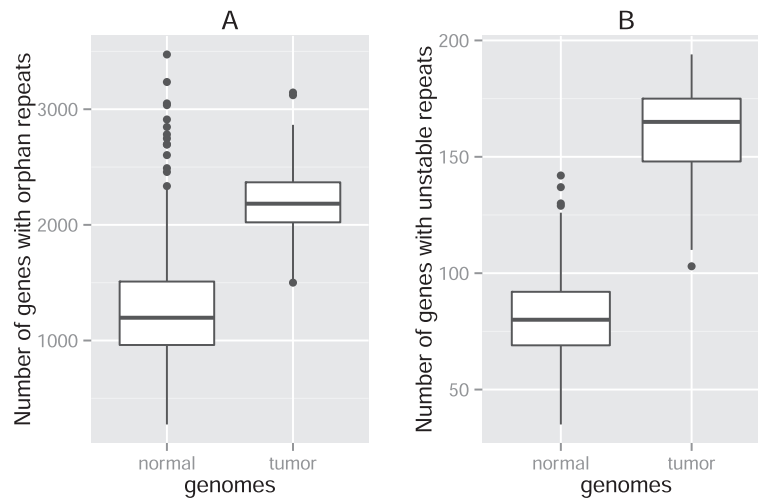 A
Number of genes with orphan repeats
3000
2000
1000
normal
tumor
genomes
B
Number of genes with unstable repeats
200
150
100
50
normal
tumor
genomes